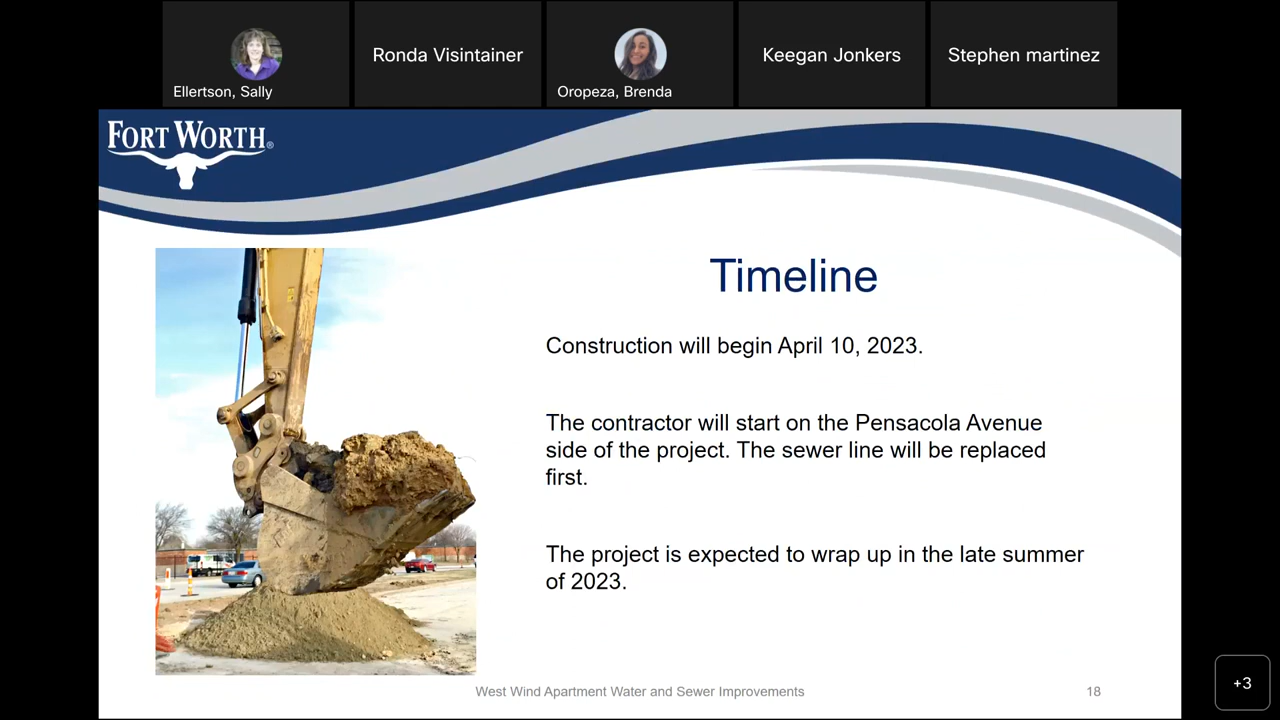 Ellertson, Sally
Ronda Visintainer
Oropeza, Brenda
Keegan Jonkers
Stephen martinez
FORT WORTH®
Timeline
Construction will begin April 10, 2023.
The contractor will start on the Pensacola Avenue
side of the project. The sewer line will be replaced
first.
The project is expected to wrap up in the late summer
of 2023.
West Wind Apartment Water and Sewer Improvements
18
+3